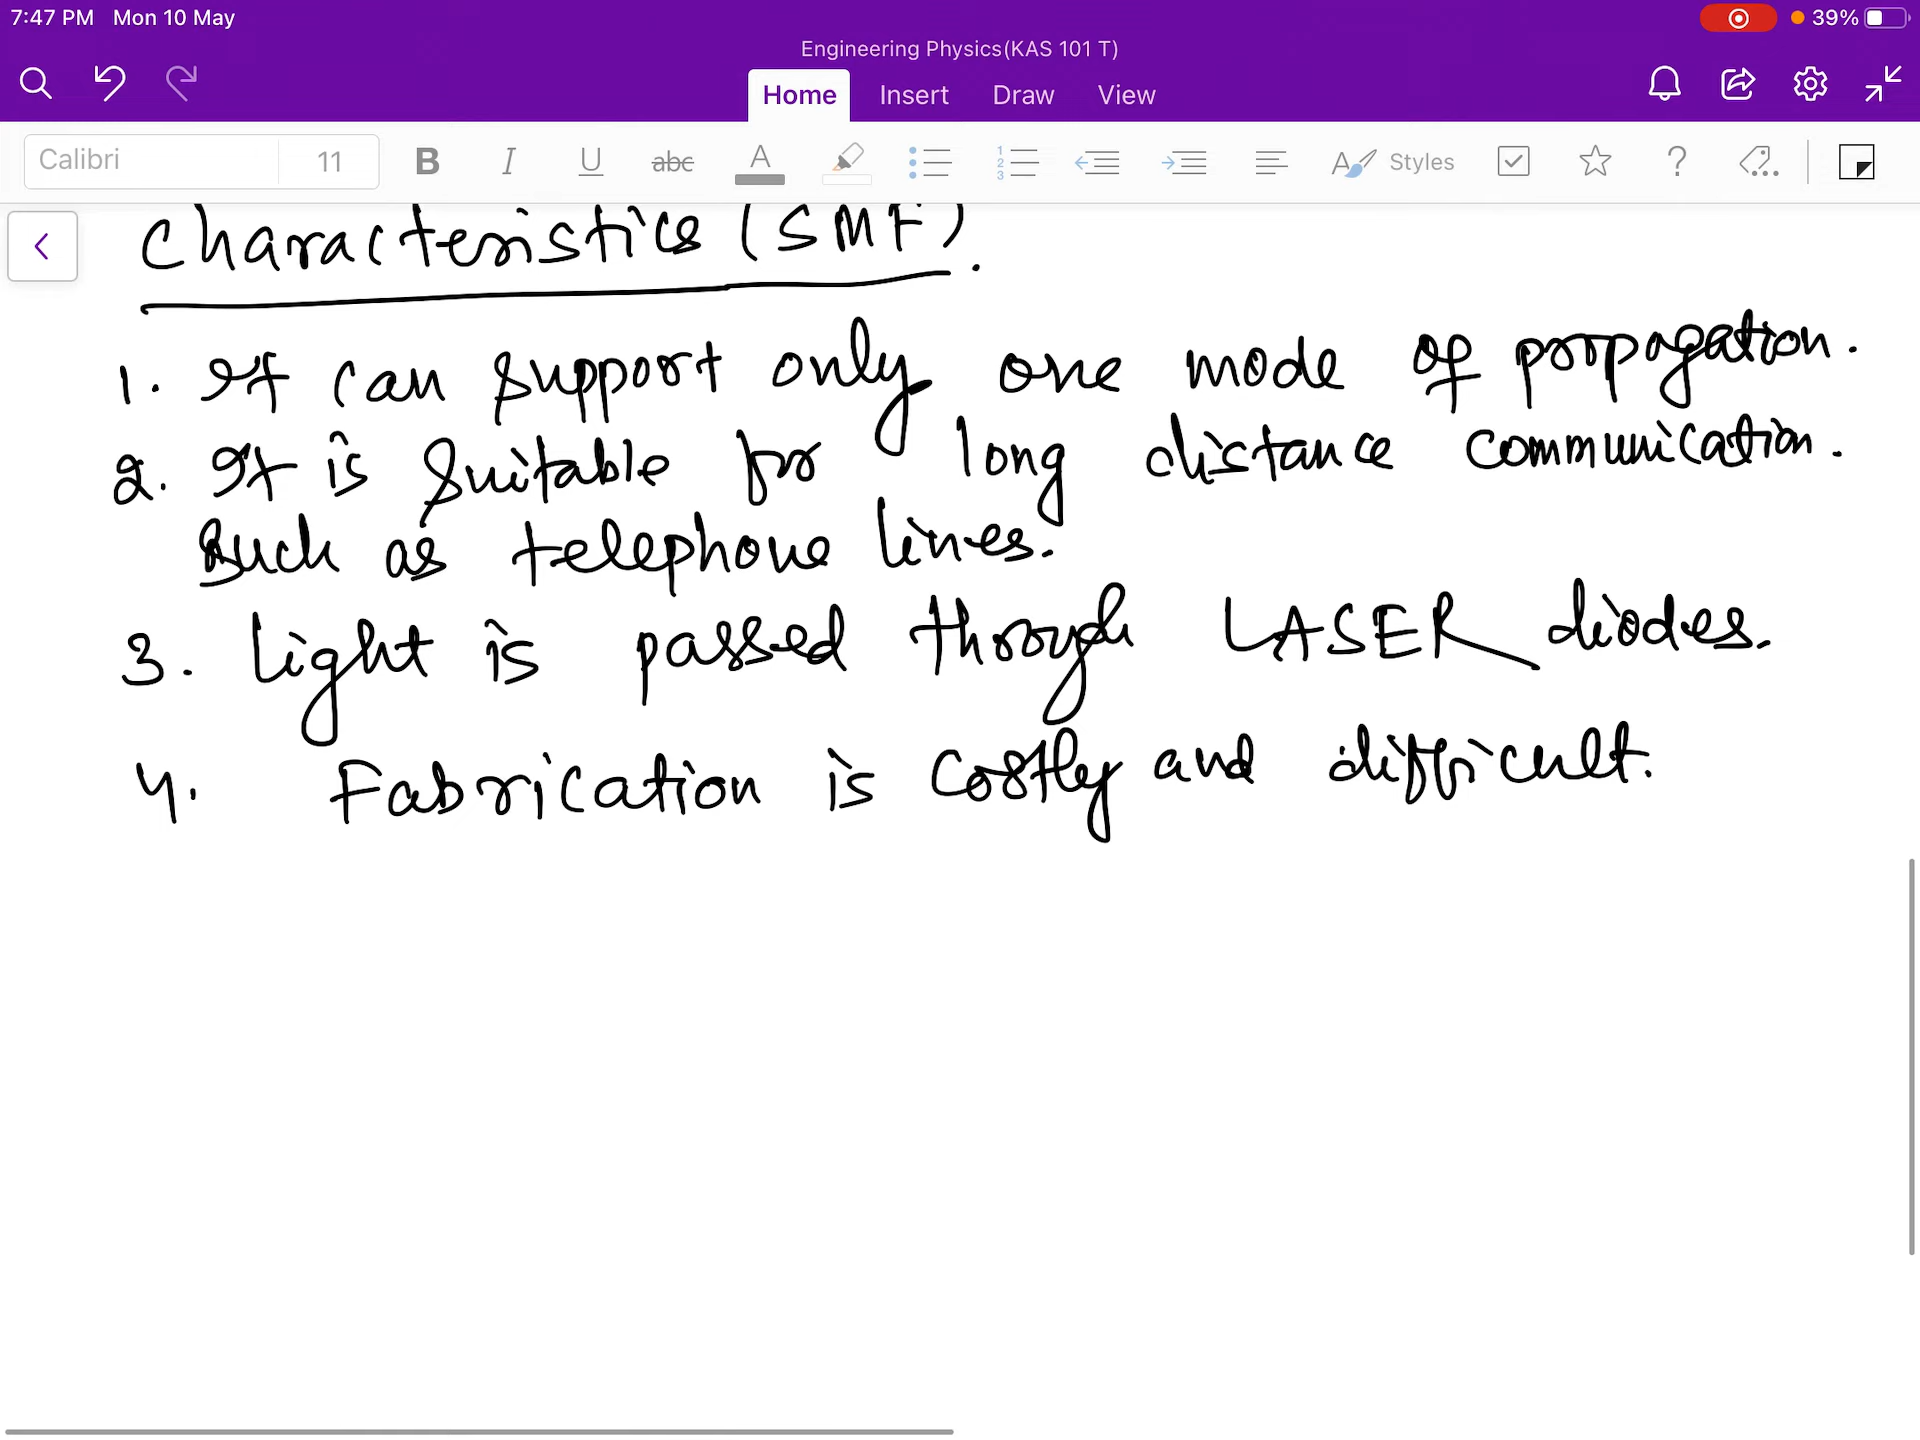 7:47 PM Mon 10 May
39%
Engineering Physics(KAS 101 T)
Home Insert Draw View
Calibri 11 B I U abc A Styles
Characteristics (SMF).
1. It can support only one mode of propagation.
2. It is suitable for long distance communication.
such as telephone lines.
3. Light is passed through LASER diodes.
4. Fabrication is costly and difficult.